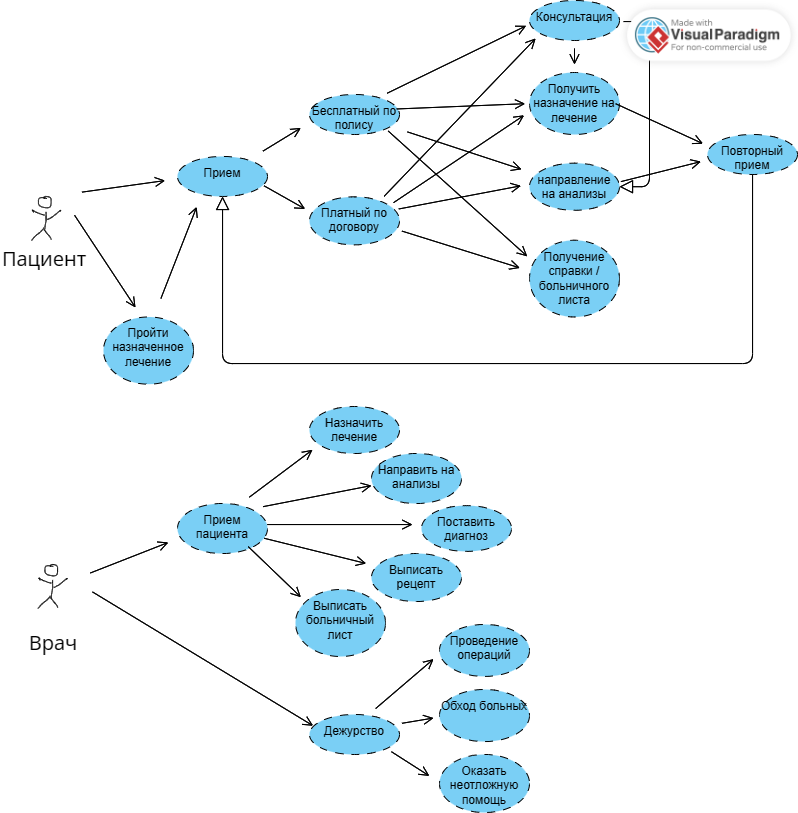 Консультация
Made with
VisualParadigm
For non-commercial use
Получить
назначение на
лечение
Бесплатный по
полису
Повторный
прием
Прием
направление
на анализы
Платный по
договору
Пациент
Получение
справки /
больничного
листа
Пройти
назначенное
лечение
Назначить
лечение
Направить на
анализы
Прием
пациента
Поставить
диагноз
Выписать
рецепт
Выписать
больничный
лист
Врач
Проведение
операций
Обход больных
Дежурство
Оказать
неотложную
помощь